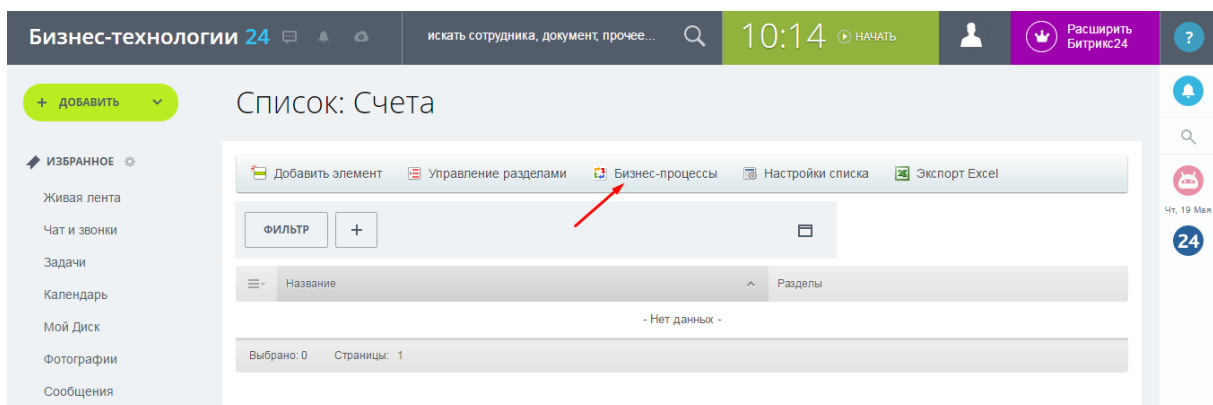 Бизнес-технологии 24
искать сотрудника, документ, прочее...
10:14 НАЧАТЬ
Расширить
Битрикс24
?
+ ДОБАВИТЬ
Список: Счета
ИЗБРАННОЕ
Живая лента
Чат и звонки
Задачи
Календарь
Мой Диск
Фотографии
Сообщения
Добавить элемент Управление разделами Бизнес-процессы Настройки списка Экспорт Excel
ФИЛЬТР +
Название Разделы
- Нет данных -
Выбрано: 0 Страницы: 1
Чт, 19 Мая
24